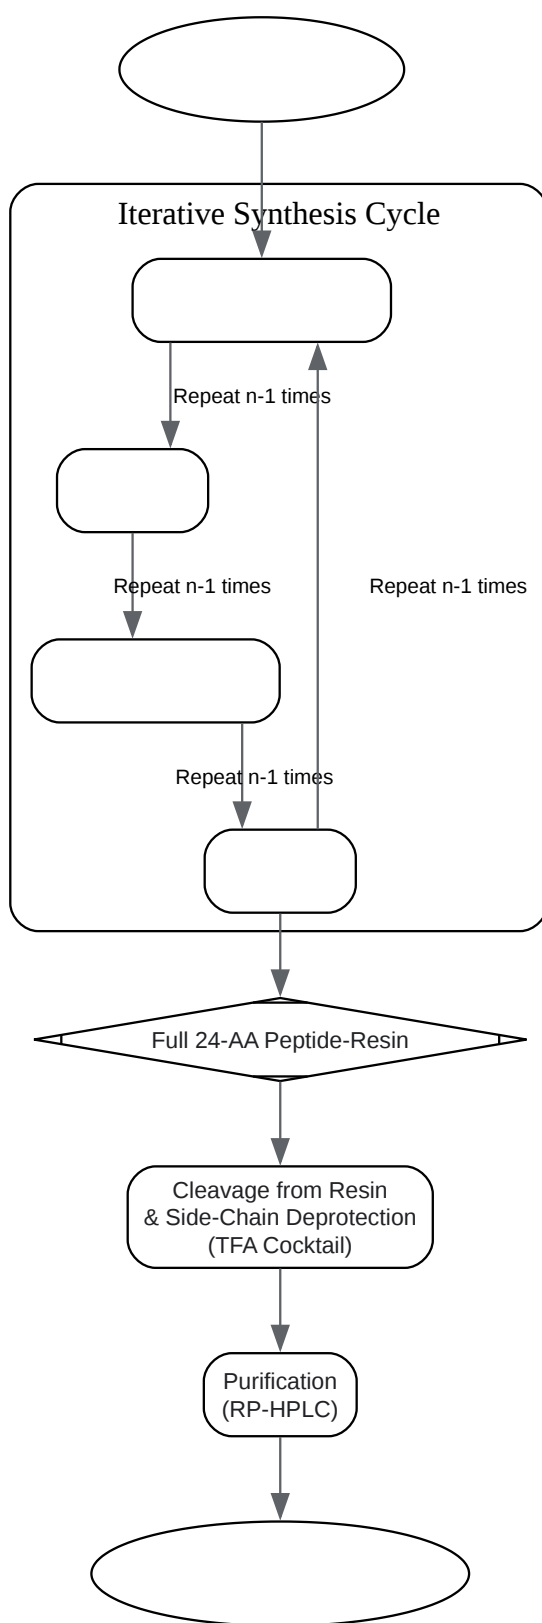 Iterative Synthesis Cycle
Repeat n-1 times
Repeat n-1 times
Repeat n-1 times
Repeat n-1 times
Full 24-AA Peptide-Resin
Cleavage from Resin
& Side-Chain Deprotection
(TFA Cocktail)
Purification
(RP-HPLC)